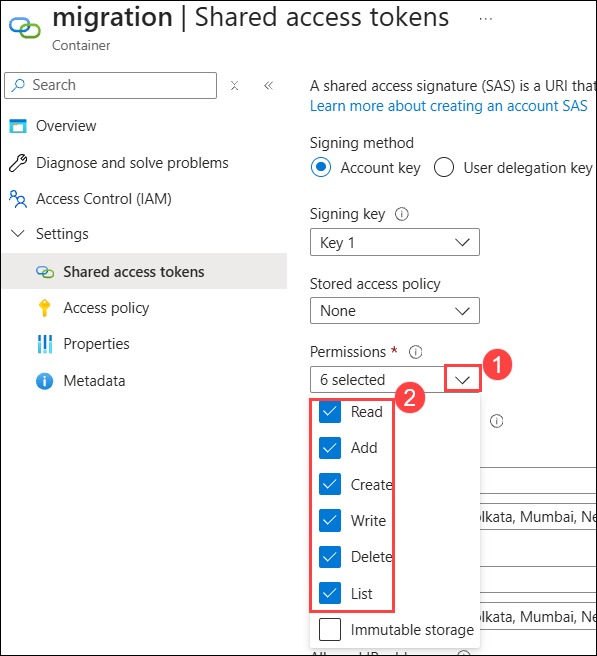 migration | Shared access tokens ...
Container
Search
Overview
Diagnose and solve problems
Access Control (IAM)
Settings
Shared access tokens
Access policy
Properties
Metadata
A shared access signature (SAS) is a URI that
Learn more about creating an account SAS
Signing method
Account key
User delegation key
Signing key
Key 1
Stored access policy
None
Permissions *
1
6 selected
2
Read
Add
Create
Write
Delete
List
Immutable storage
olkata, Mumbai, Ne
olkata, Mumbai, Ne